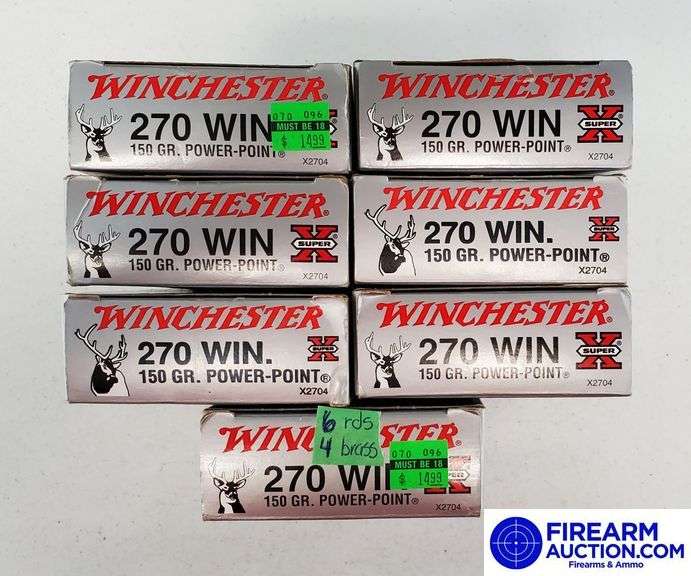 WINCHESTER
270 WIN
150 GR. POWER-POINT®
X2704
070 096
MUST BE 18
$ 1499
WINCHESTER
270 WIN
SUPER X
150 GR. POWER-POINT®
X2704
WINCHESTER
270 WIN
SUPER X
150 GR. POWER-POINT®
X2704
WINCHESTER
270 WIN.
SUPER X
150 GR. POWER-POINT®
X2704
WINCHESTER
270 WIN.
SUPER X
150 GR. POWER-POINT®
X2704
WINCHESTER
270 WIN
SUPER X
150 GR. POWER-POINT®
X2704
6 rds
4 brass
070 096
MUST BE 18
$ 1499
270 WI
150 GR. POWER-POINT®
X2704
FIREARM
AUCTION.COM
Firearms & Ammo